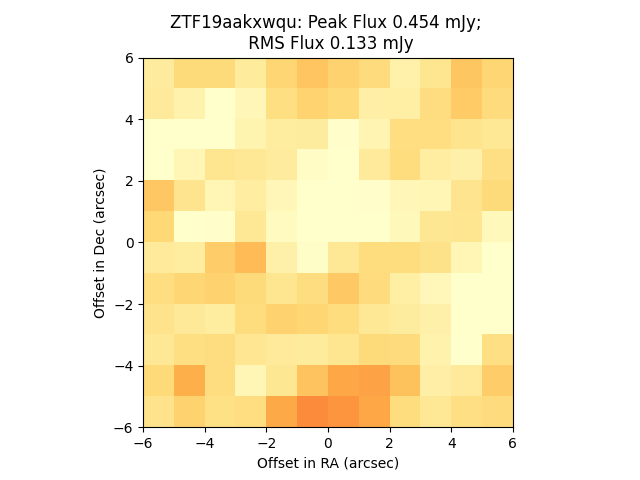 ZTF19aakxwqu: Peak Flux 0.454 mJy;
RMS Flux 0.133 mJy
6
4
2
0
−2
−4
−6
Offset in Dec (arcsec)
−6 −4 −2 0 2 4 6
Offset in RA (arcsec)